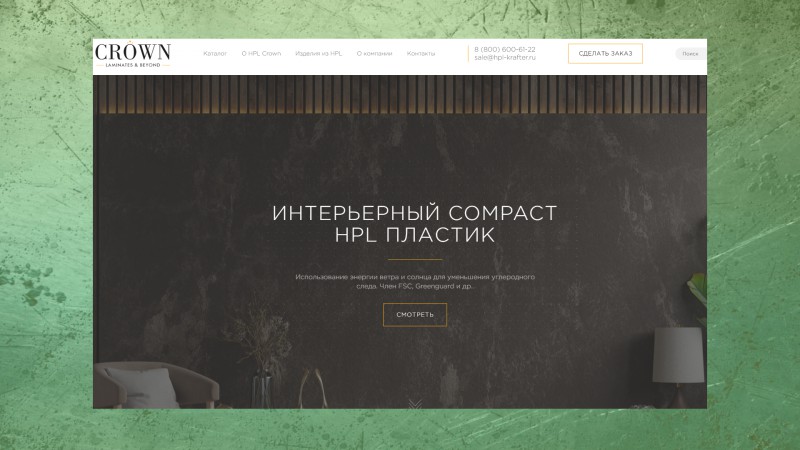 CROWN
LAMINATES & BEYOND
Каталог
О HPL Crown
Изделия из HPL
О компании
Контакты
8 (800) 600-61-22
sale@hpl-krafter.ru
СДЕЛАТЬ ЗАКАЗ
Поиск
ИНТЕРЬЕРНЫЙ COMPACT
HPL ПЛАСТИК
Использование энергии ветра и солнца для уменьшения углеродного
следа. Член FSC, Greenguard и др.
СМОТРЕТЬ